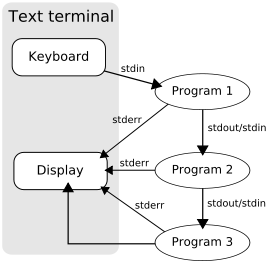 Text terminal
Keyboard
stdin
Program 1
stderr
stdout/stdin
Display
stderr
Program 2
stdout/stdin
stderr
Program 3